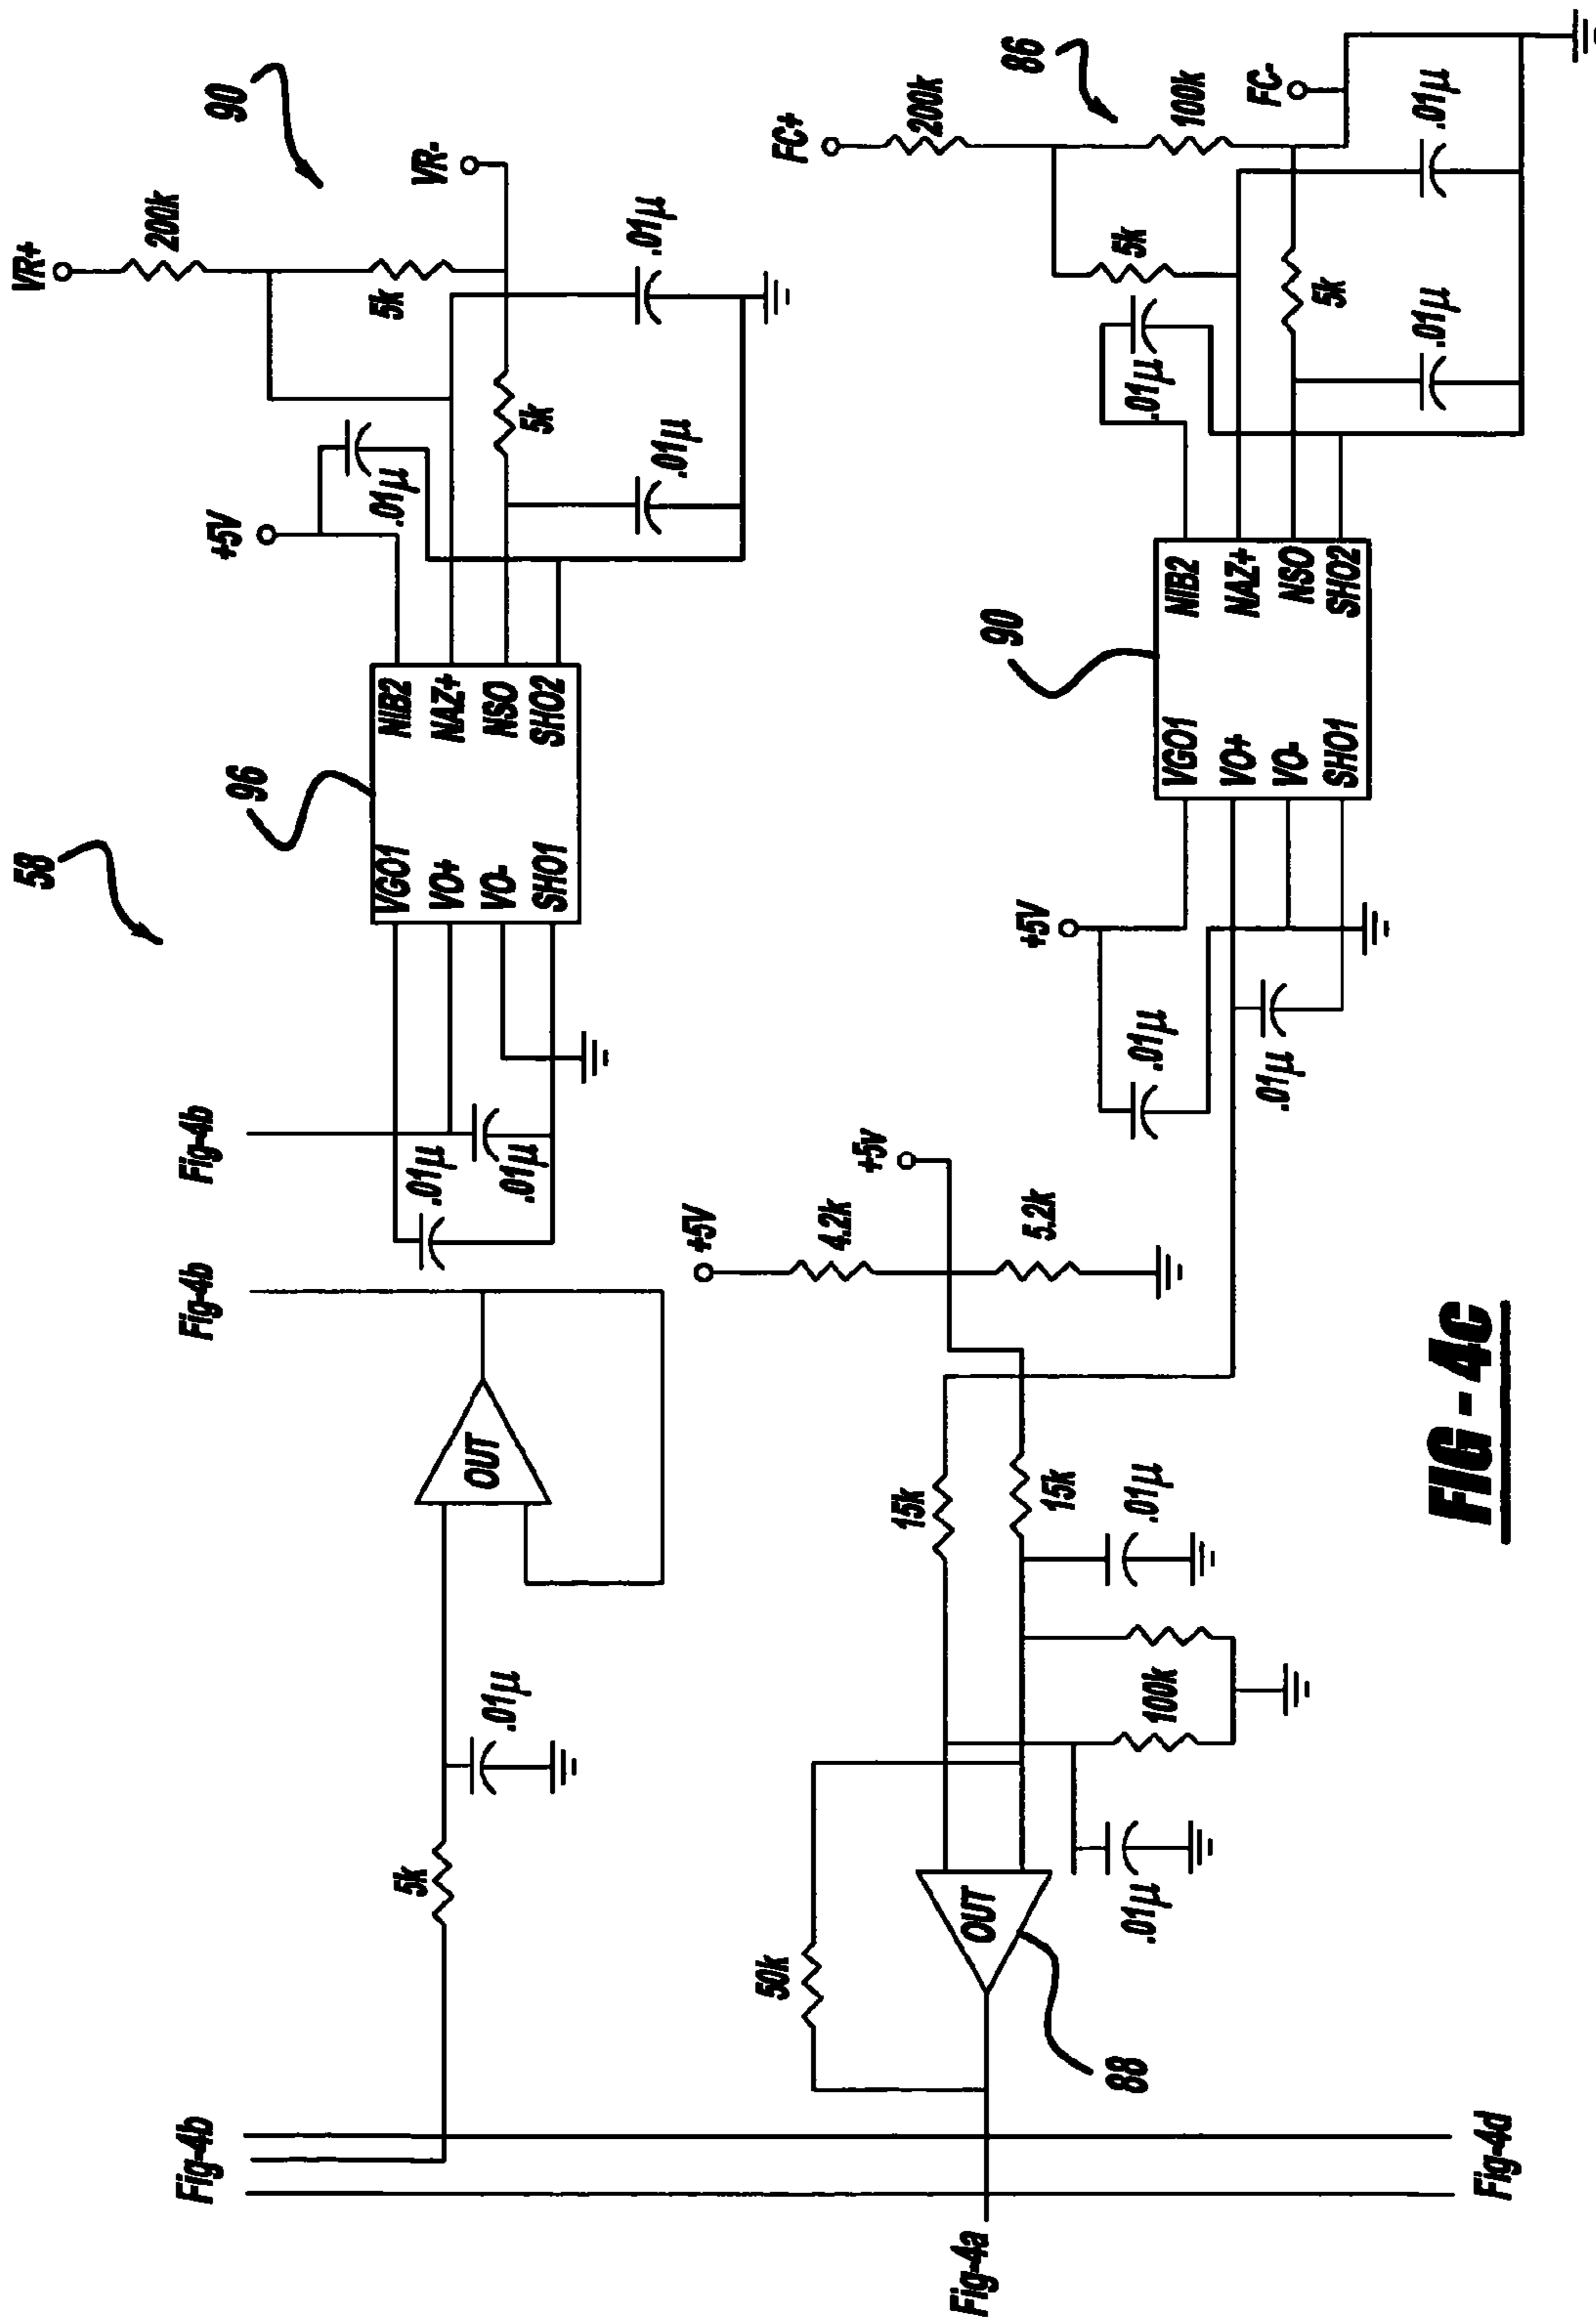 58
90
VR+
200k
VR-
5k
+5V
.01µ
5k
.01µ
.01µ
96
VGO1
VO+
VO-
SHO1
NIB2
NAZ+
NSO
SHO2
Fig-4b
.01µ
.01µ
Fig-4b
OUT
.01µ
5k
Fig-4b
86
FC+
200k
100k
FC-
5k
.01µ
5k
.01µ
.01µ
90
VGO1
VO+
VO-
SHO1
NIB2
NAZ+
NSO
SHO2
+5V
.01µ
.01µ
+5V
4.2k
+5v
5.2k
15k
15k
.01µ
100k
.01µ
50k
OUT
88
Fig-4a
Fig-4d
FIG - 4C